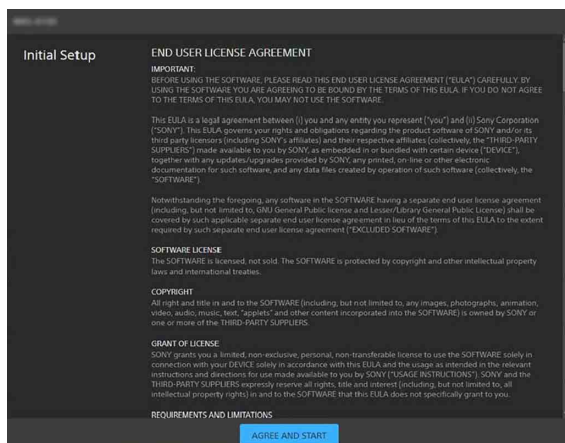 Initial Setup
END USER LICENSE AGREEMENT
IMPORTANT:
BEFORE USING THE SOFTWARE, PLEASE READ THIS END USER LICENSE AGREEMENT ("EULA") CAREFULLY. BY
USING THE SOFTWARE YOU ARE AGREEING TO BE BOUND BY THE TERMS OF THIS EULA. IF YOU DO NOT AGREE
TO THE TERMS OF THIS EULA, YOU MAY NOT USE THE SOFTWARE.
This EULA is a legal agreement between (i) you and any entity you represent ("you") and (ii) Sony Corporation
("SONY"). This EULA governs your rights and obligations regarding the product software of SONY and/or its
third party licensors (including SONY's affiliates) and their respective affiliates (collectively, the "THIRD-PARTY
SUPPLIERS") made available to you by SONY, as embedded in or bundled with certain device ("DEVICE"),
together with any updates/upgrades provided by SONY, any printed, on-line or other electronic
documentation for such software, and any data files created by operation of such software (collectively, the
"SOFTWARE").
Notwithstanding the foregoing, any software in the SOFTWARE having a separate end user license agreement
(including, but not limited to, GNU General Public license and Lesser/Library General Public License) shall be
covered by such applicable separate end user license agreement in lieu of the terms of this EULA to the extent
required by such separate end user license agreement ("EXCLUDED SOFTWARE").
SOFTWARE LICENSE
The SOFTWARE is licensed, not sold. The SOFTWARE is protected by copyright and other intellectual property
laws and international treaties.
COPYRIGHT
All right and title in and to the SOFTWARE (including, but not limited to, any images, photographs, animation,
video, audio, music, text, "applets" and other content incorporated into the SOFTWARE) is owned by SONY or
one or more of the THIRD-PARTY SUPPLIERS.
GRANT OF LICENSE
SONY grants you a limited, non-exclusive, personal, non-transferable license to use the SOFTWARE solely in
connection with your DEVICE solely in accordance with this EULA and the usage as intended in the relevant
instructions and directions for use made available to you by SONY ("USAGE INSTRUCTIONS"). SONY and the
THIRD-PARTY SUPPLIERS expressly reserve all rights, title and interest (including, but not limited to, all
intellectual property rights) in and to the SOFTWARE that this EULA does not specifically grant to you.
REQUIREMENTS AND LIMITATIONS
AGREE AND START